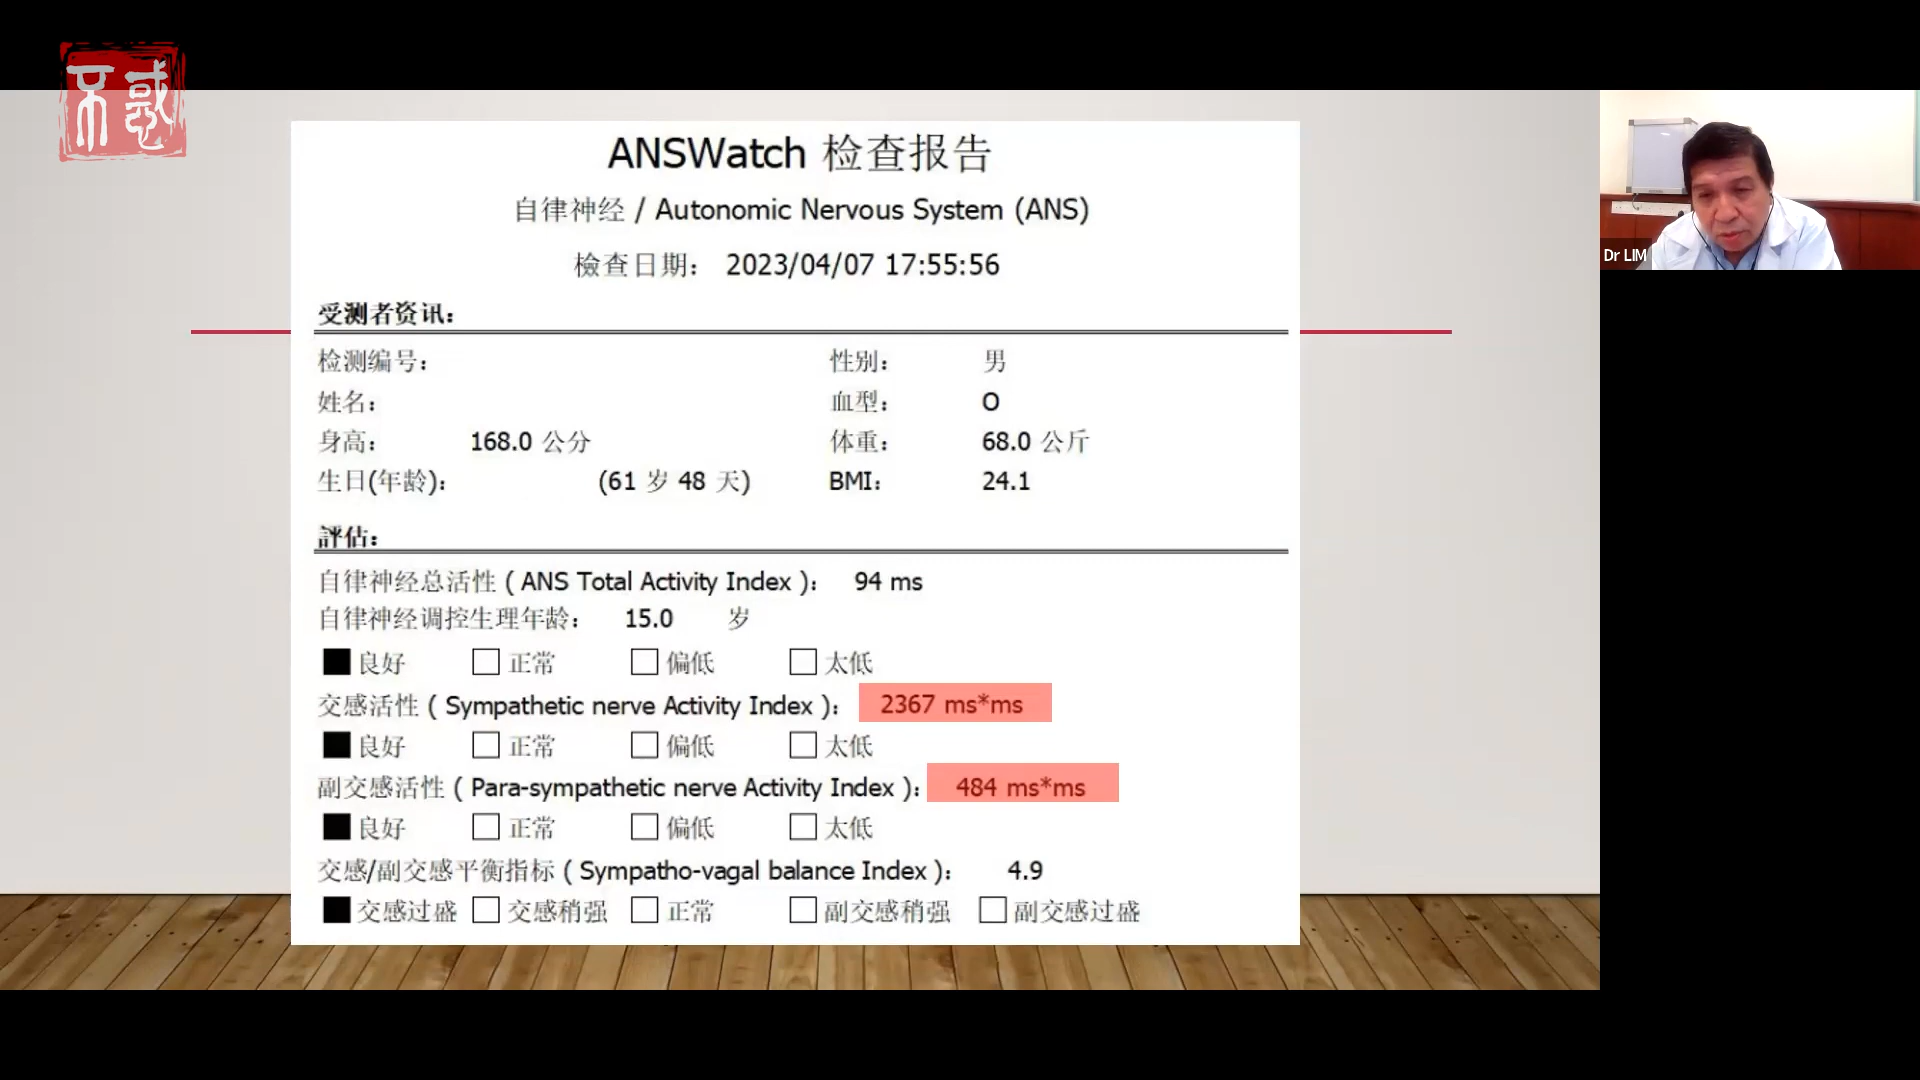 不惑
ANSWatch 检查报告
自律神经 / Autonomic Nervous System (ANS)
檢查日期： 2023/04/07 17:55:56
受测者资讯：
检测编号： 性别： 男
姓名： 血型： O
身高： 168.0 公分 体重： 68.0 公斤
生日(年龄)： (61 岁 48 天) BMI： 24.1
評估：
自律神经总活性 ( ANS Total Activity Index )： 94 ms
自律神经调控生理年龄： 15.0 岁
良好 正常 偏低 太低
交感活性 ( Sympathetic nerve Activity Index )： 2367 ms*ms
良好 正常 偏低 太低
副交感活性 ( Para-sympathetic nerve Activity Index )： 484 ms*ms
良好 正常 偏低 太低
交感/副交感平衡指标 ( Sympatho-vagal balance Index )： 4.9
交感过盛 交感稍强 正常 副交感稍强 副交感过盛
Dr LIM